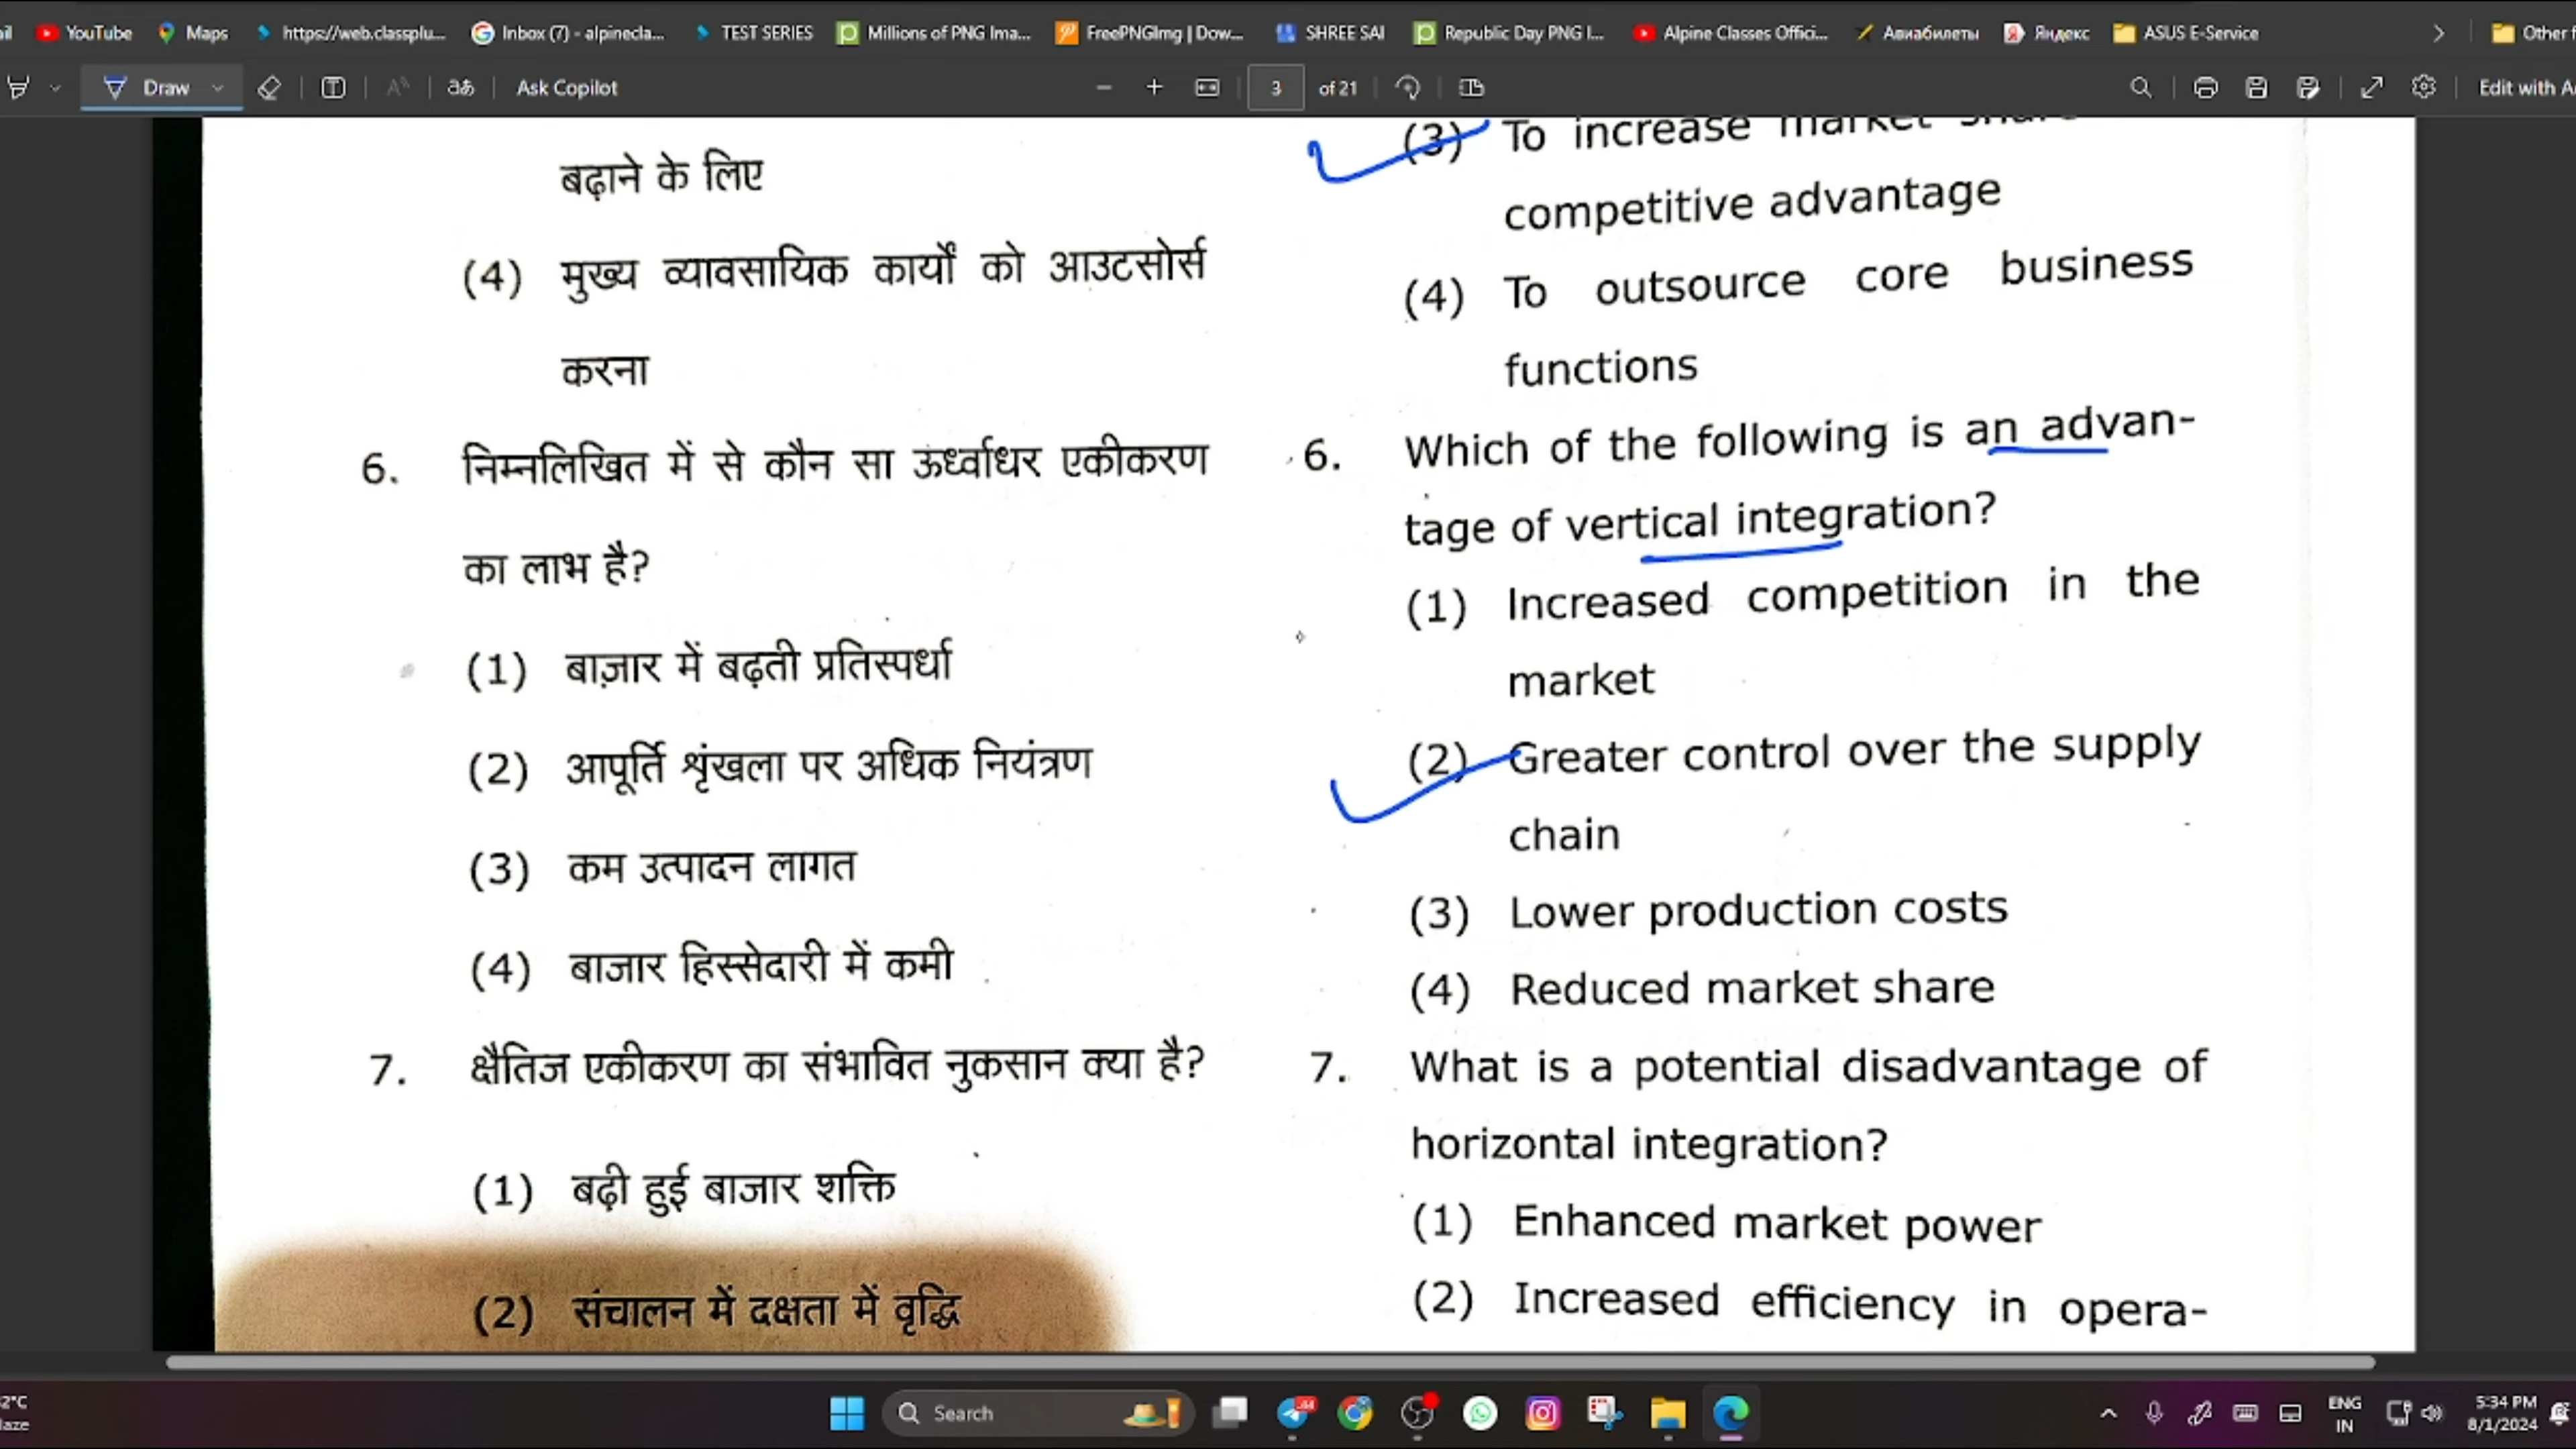 YouTube
Maps
https://web.classplu...
Inbox (7) - alpinecla...
TEST SERIES
Millions of PNG Ima...
FreePNGImg | Dow...
SHREE SAI
Republic Day PNG I...
Alpine Classes Offici...
Авиабилеты
Яндекс
ASUS E-Service
Other f
Draw
Ask Copilot
3 of 21
Edit with A
बढ़ाने के लिए
(4) मुख्य व्यावसायिक कार्यों को आउटसोर्स
करना
6. निम्नलिखित में से कौन सा ऊर्ध्वाधर एकीकरण
का लाभ है?
(1) बाज़ार में बढ़ती प्रतिस्पर्धा
(2) आपूर्ति शृंखला पर अधिक नियंत्रण
(3) कम उत्पादन लागत
(4) बाजार हिस्सेदारी में कमी
7. क्षैतिज एकीकरण का संभावित नुकसान क्या है?
(1) बढ़ी हुई बाजार शक्ति
(2) संचालन में दक्षता में वृद्धि
(3) To increase market share
competitive advantage
(4) To outsource core business
functions
6. Which of the following is an advan-
tage of vertical integration?
(1) Increased competition in the
market
(2) Greater control over the supply
chain
(3) Lower production costs
(4) Reduced market share
7. What is a potential disadvantage of
horizontal integration?
(1) Enhanced market power
(2) Increased efficiency in opera-
Search
ENG
IN
5:34 PM
8/1/2024